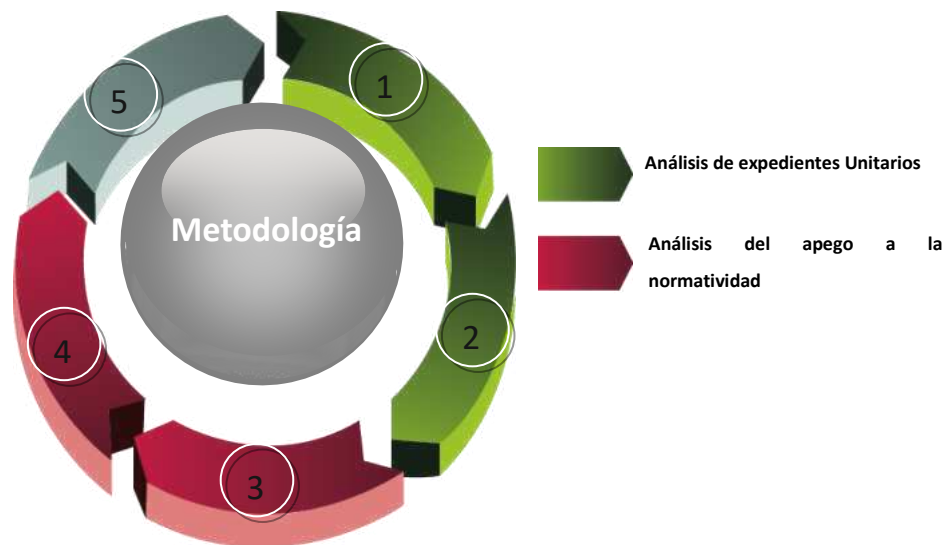 1
5
Análisis de expedientes Unitarios
Metodología
Análisis del apego a la
normatividad
2
4
3